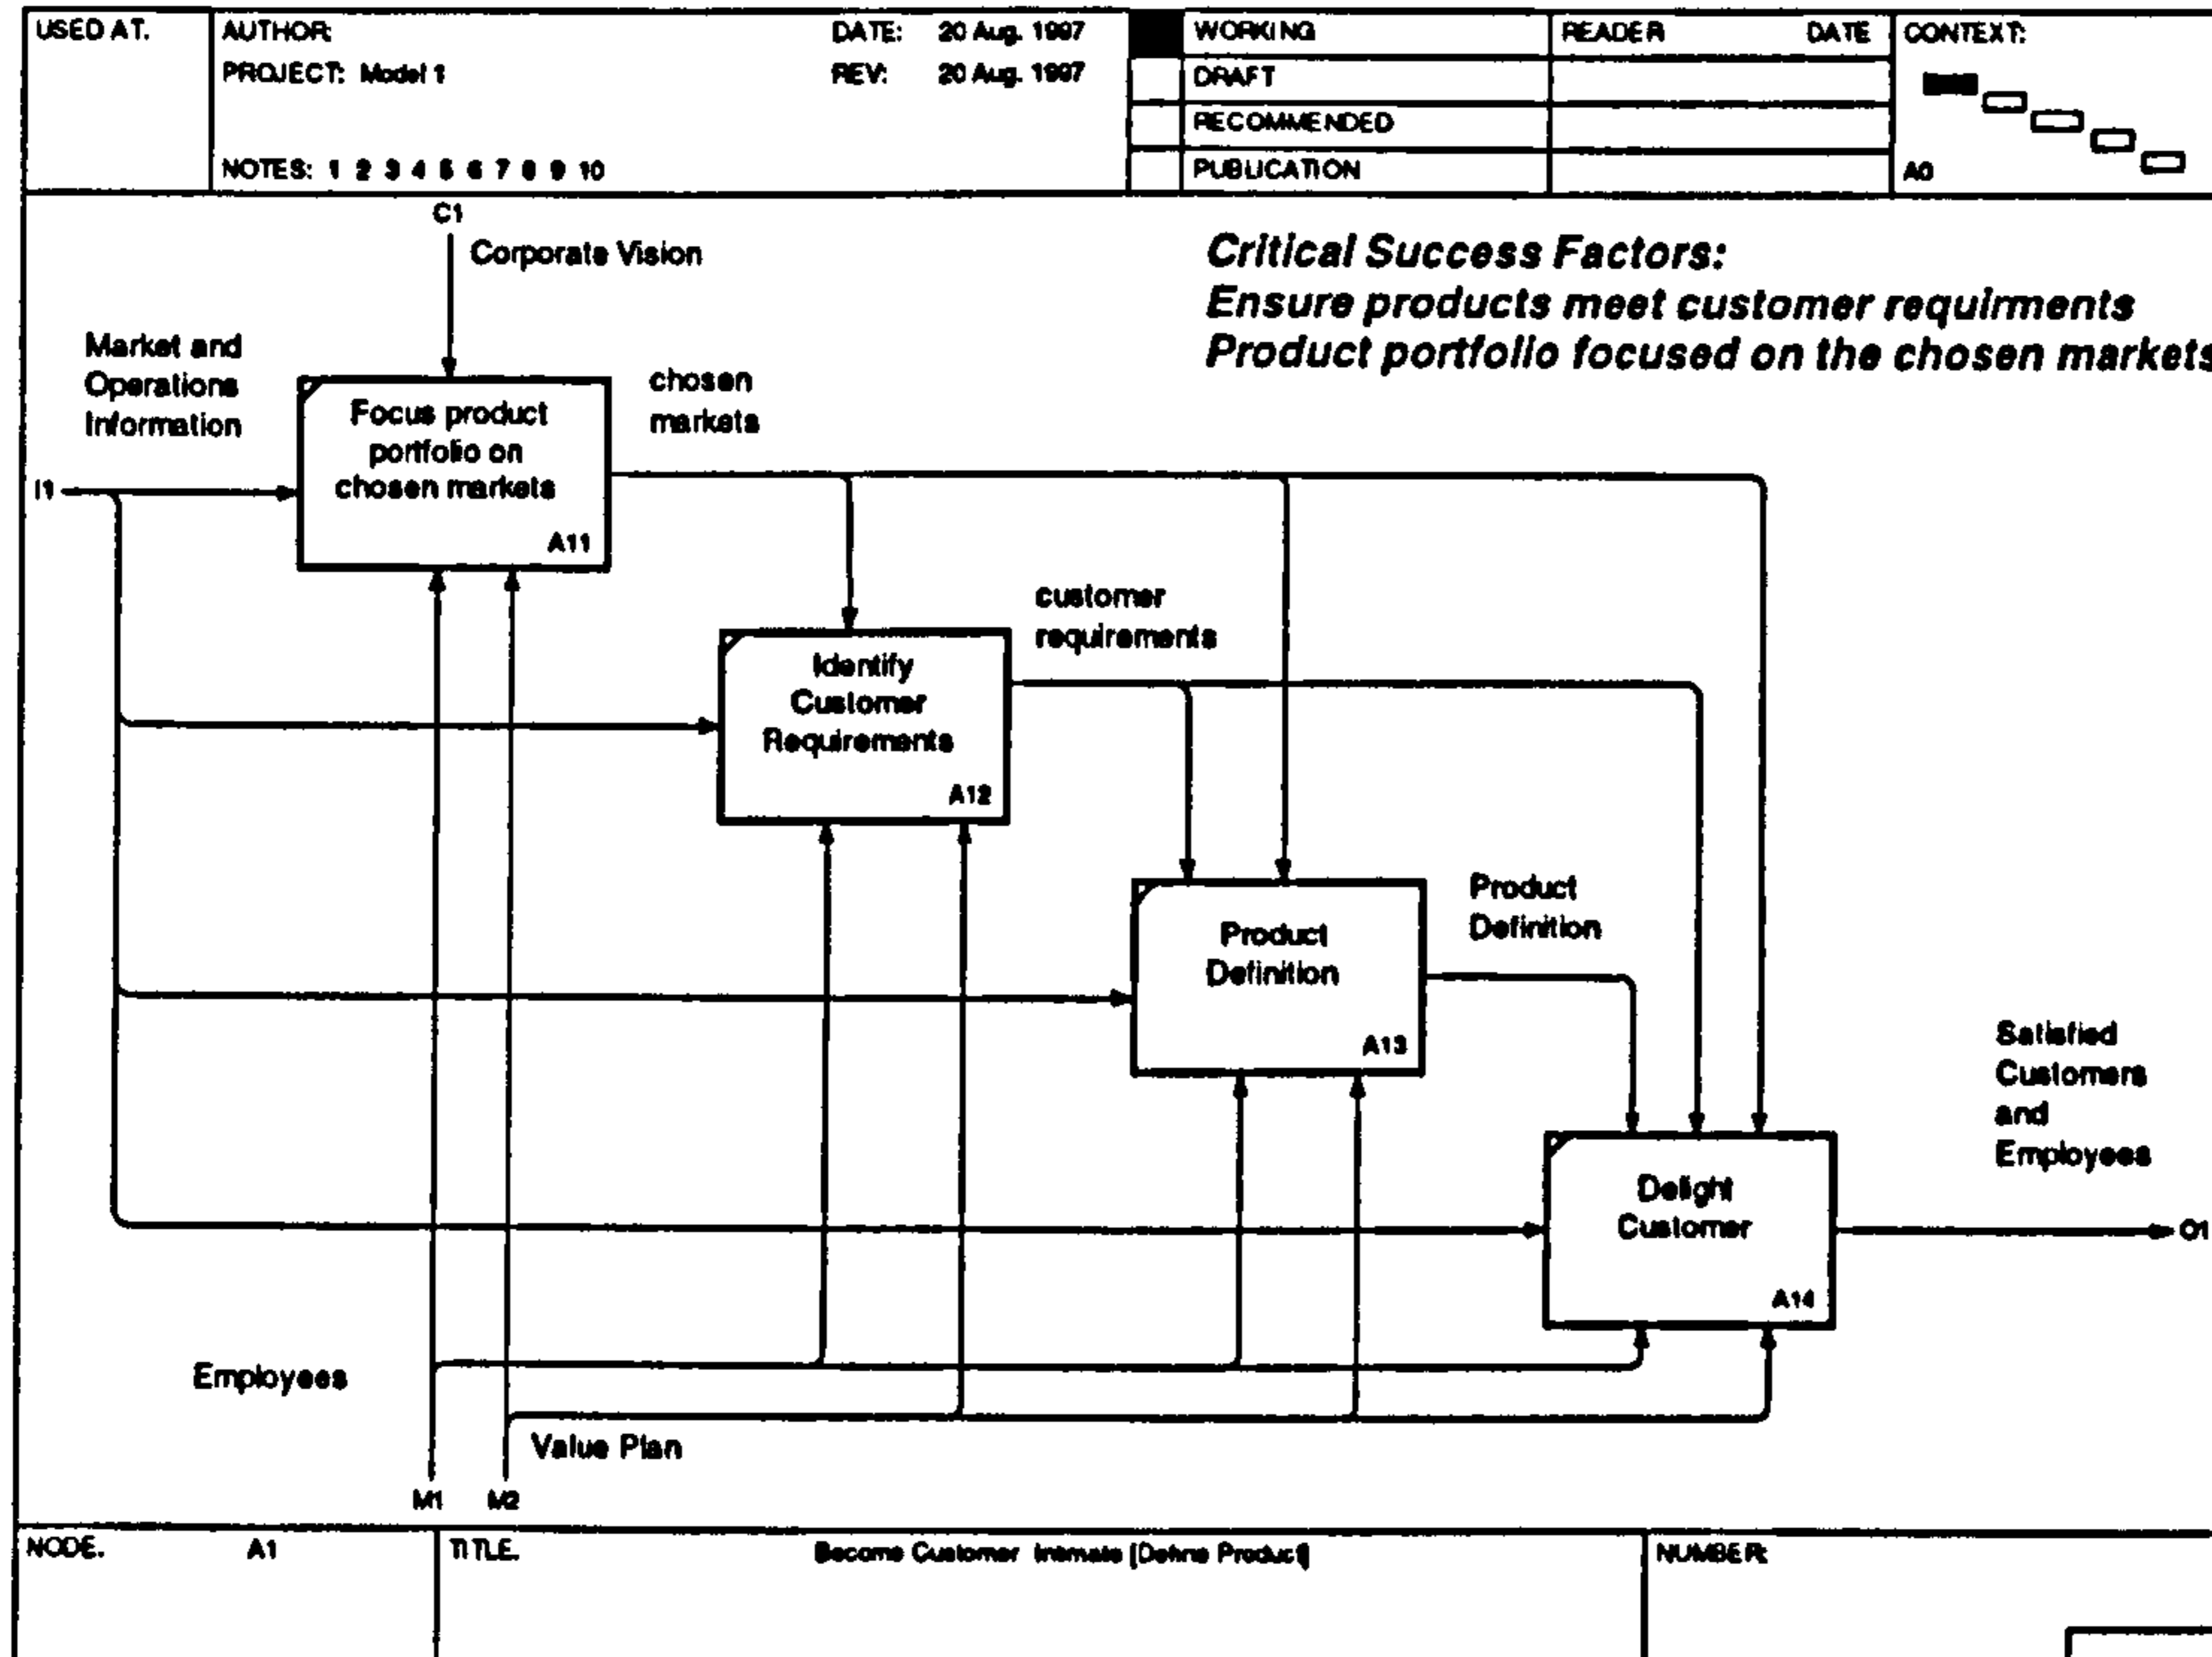 USED AT.
AUTHOR:
DATE: 20 Aug. 1997
PROJECT: Model 1
REV: 20 Aug. 1997
NOTES: 1 2 3 4 5 6 7 8 9 10
WORKING
DRAFT
RECOMMENDED
PUBLICATION
READER DATE
CONTEXT:
A0
C1
Corporate Vision
Critical Success Factors:
Ensure products meet customer requirments
Product portfolio focused on the chosen markets
Market and
Operations
Information
I1
Focus product
portfolio on
chosen markets
A11
chosen
markets
customer
requirements
Identify
Customer
Requirements
A12
Product
Definition
A13
Product
Definition
Satisfied
Customers
and
Employees
Delight
Customer
A14
O1
Employees
Value Plan
M1 M2
NODE. A1
TITLE. Become Customer Intimate [Define Product]
NUMBER: